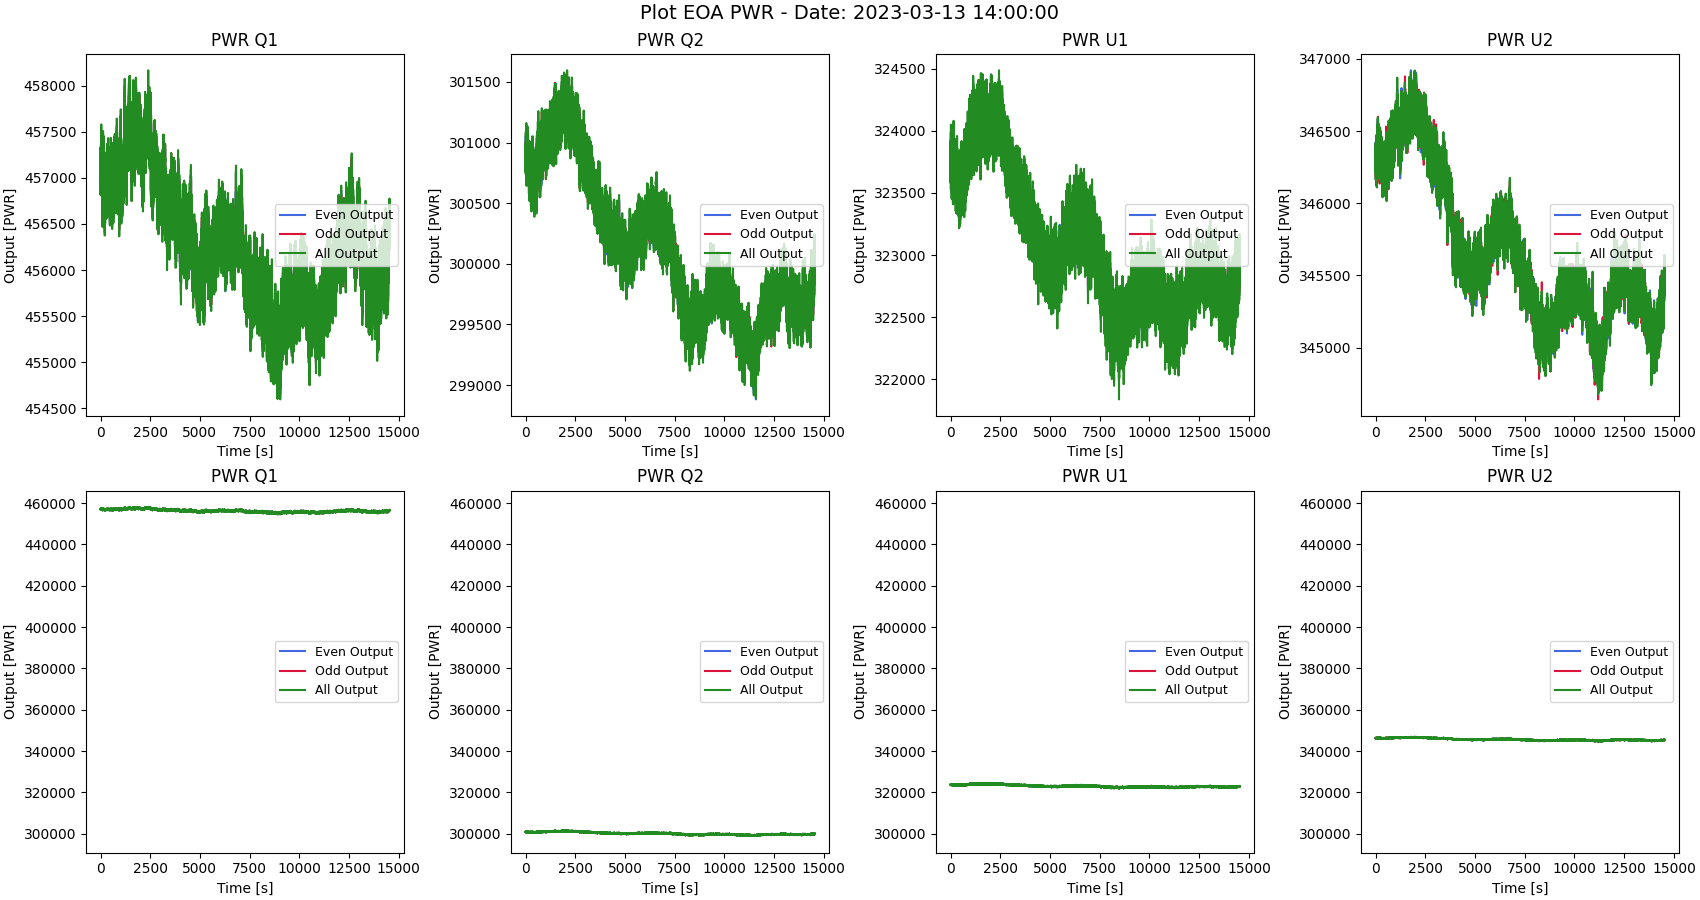 Plot EOA PWR - Date: 2023-03-13 14:00:00
PWR Q1
Output [PWR]
458000
457500
457000
456500
456000
455500
455000
454500
Even Output
Odd Output
All Output
0 2500 5000 7500 10000 12500 15000
Time [s]
PWR Q2
Output [PWR]
301500
301000
300500
300000
299500
299000
Even Output
Odd Output
All Output
0 2500 5000 7500 10000 12500 15000
Time [s]
PWR U1
Output [PWR]
324500
324000
323500
323000
322500
322000
Even Output
Odd Output
All Output
0 2500 5000 7500 10000 12500 15000
Time [s]
PWR U2
Output [PWR]
347000
346500
346000
345500
345000
Even Output
Odd Output
All Output
0 2500 5000 7500 10000 12500 15000
Time [s]
PWR Q1
Output [PWR]
460000
440000
420000
400000
380000
360000
340000
320000
300000
Even Output
Odd Output
All Output
0 2500 5000 7500 10000 12500 15000
Time [s]
PWR Q2
Output [PWR]
460000
440000
420000
400000
380000
360000
340000
320000
300000
Even Output
Odd Output
All Output
0 2500 5000 7500 10000 12500 15000
Time [s]
PWR U1
Output [PWR]
460000
440000
420000
400000
380000
360000
340000
320000
300000
Even Output
Odd Output
All Output
0 2500 5000 7500 10000 12500 15000
Time [s]
PWR U2
Output [PWR]
460000
440000
420000
400000
380000
360000
340000
320000
300000
Even Output
Odd Output
All Output
0 2500 5000 7500 10000 12500 15000
Time [s]